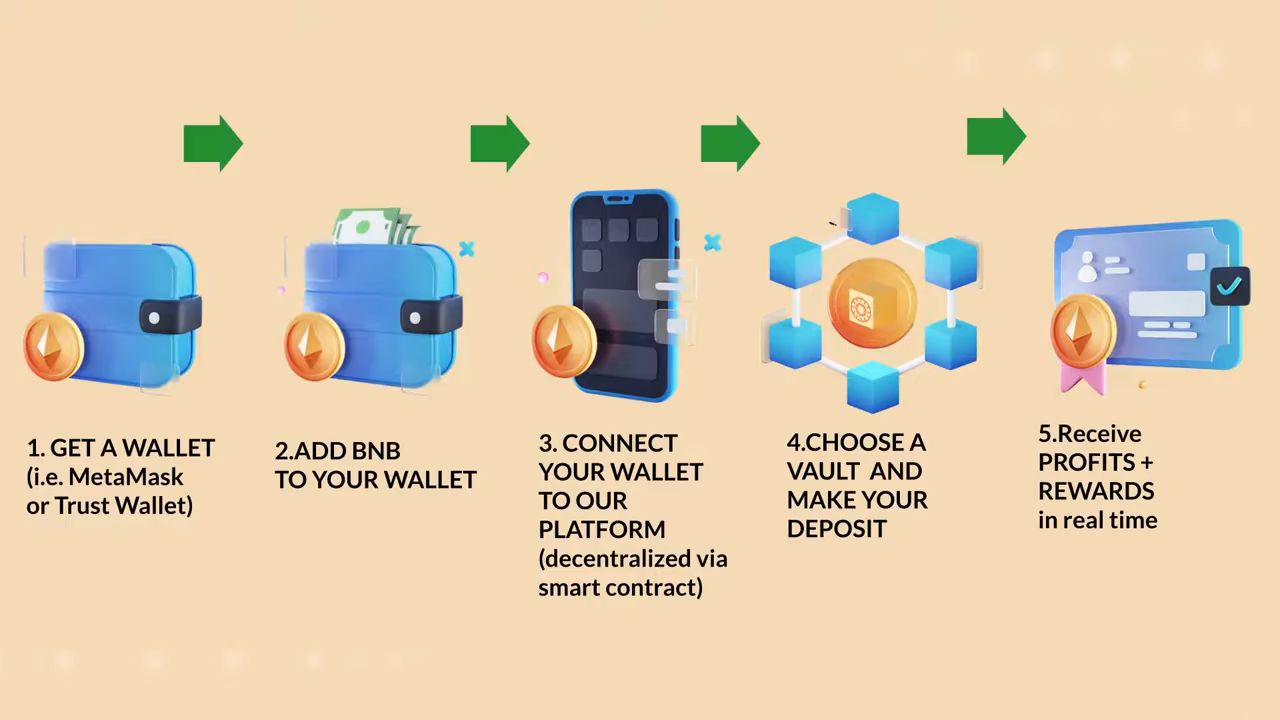 1. GET A WALLET
(i.e. MetaMask
or Trust Wallet)
2.ADD BNB
TO YOUR WALLET
3. CONNECT
YOUR WALLET
TO OUR
PLATFORM
(decentralized via
smart contract)
4.CHOOSE A
VAULT  AND
MAKE YOUR
DEPOSIT
5.Receive
PROFITS +
REWARDS
in real time